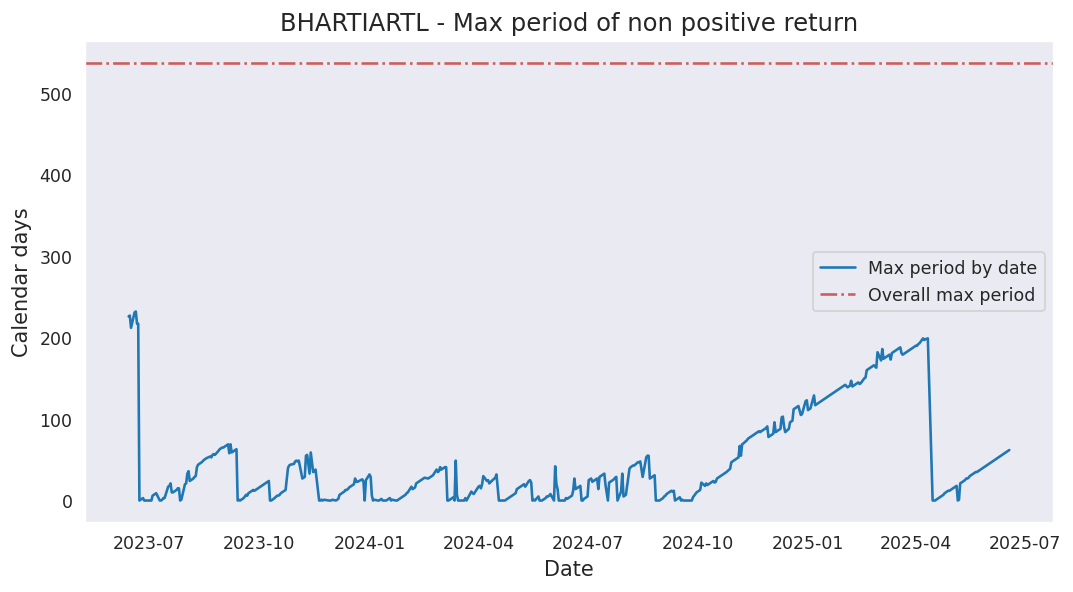 BHARTIARTL - Max period of non positive return
Calendar days
500
400
300
200
100
0
Max period by date
Overall max period
2023-07 2023-10 2024-01 2024-04 2024-07 2024-10 2025-01 2025-04 2025-07
Date